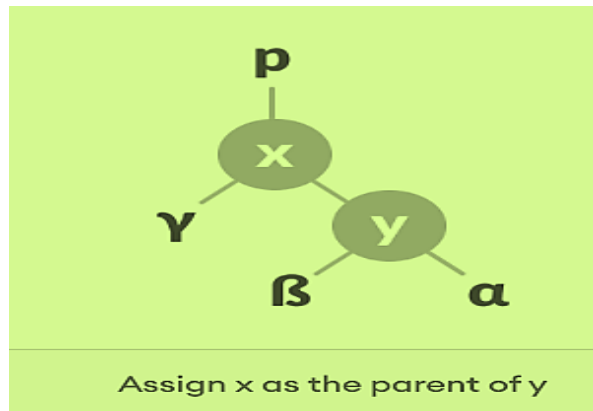 p
x
γ
y
ß
α
Assign x as the parent of y